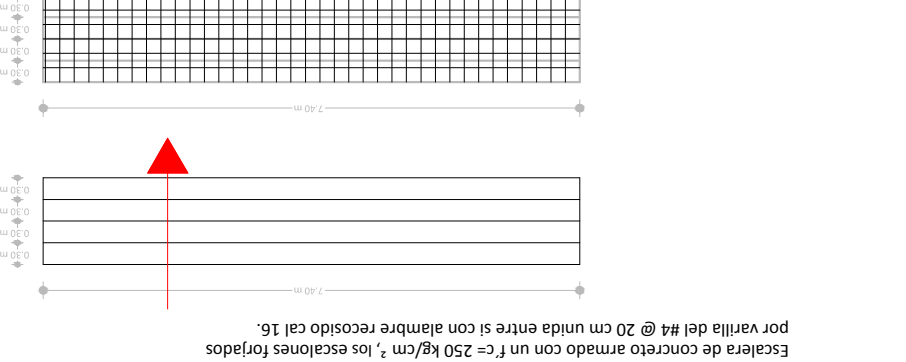 Escalera de concreto armado con un f´c= 250 kg/cm ², los escalones forjados
por varilla del #4 @ 20 cm unida entre si con alambre recosido cal 16.
7.40 m
0.30 m
0.30 m
0.30 m
0.30 m
7.40 m
0.30 m
0.30 m
0.30 m
0.30 m